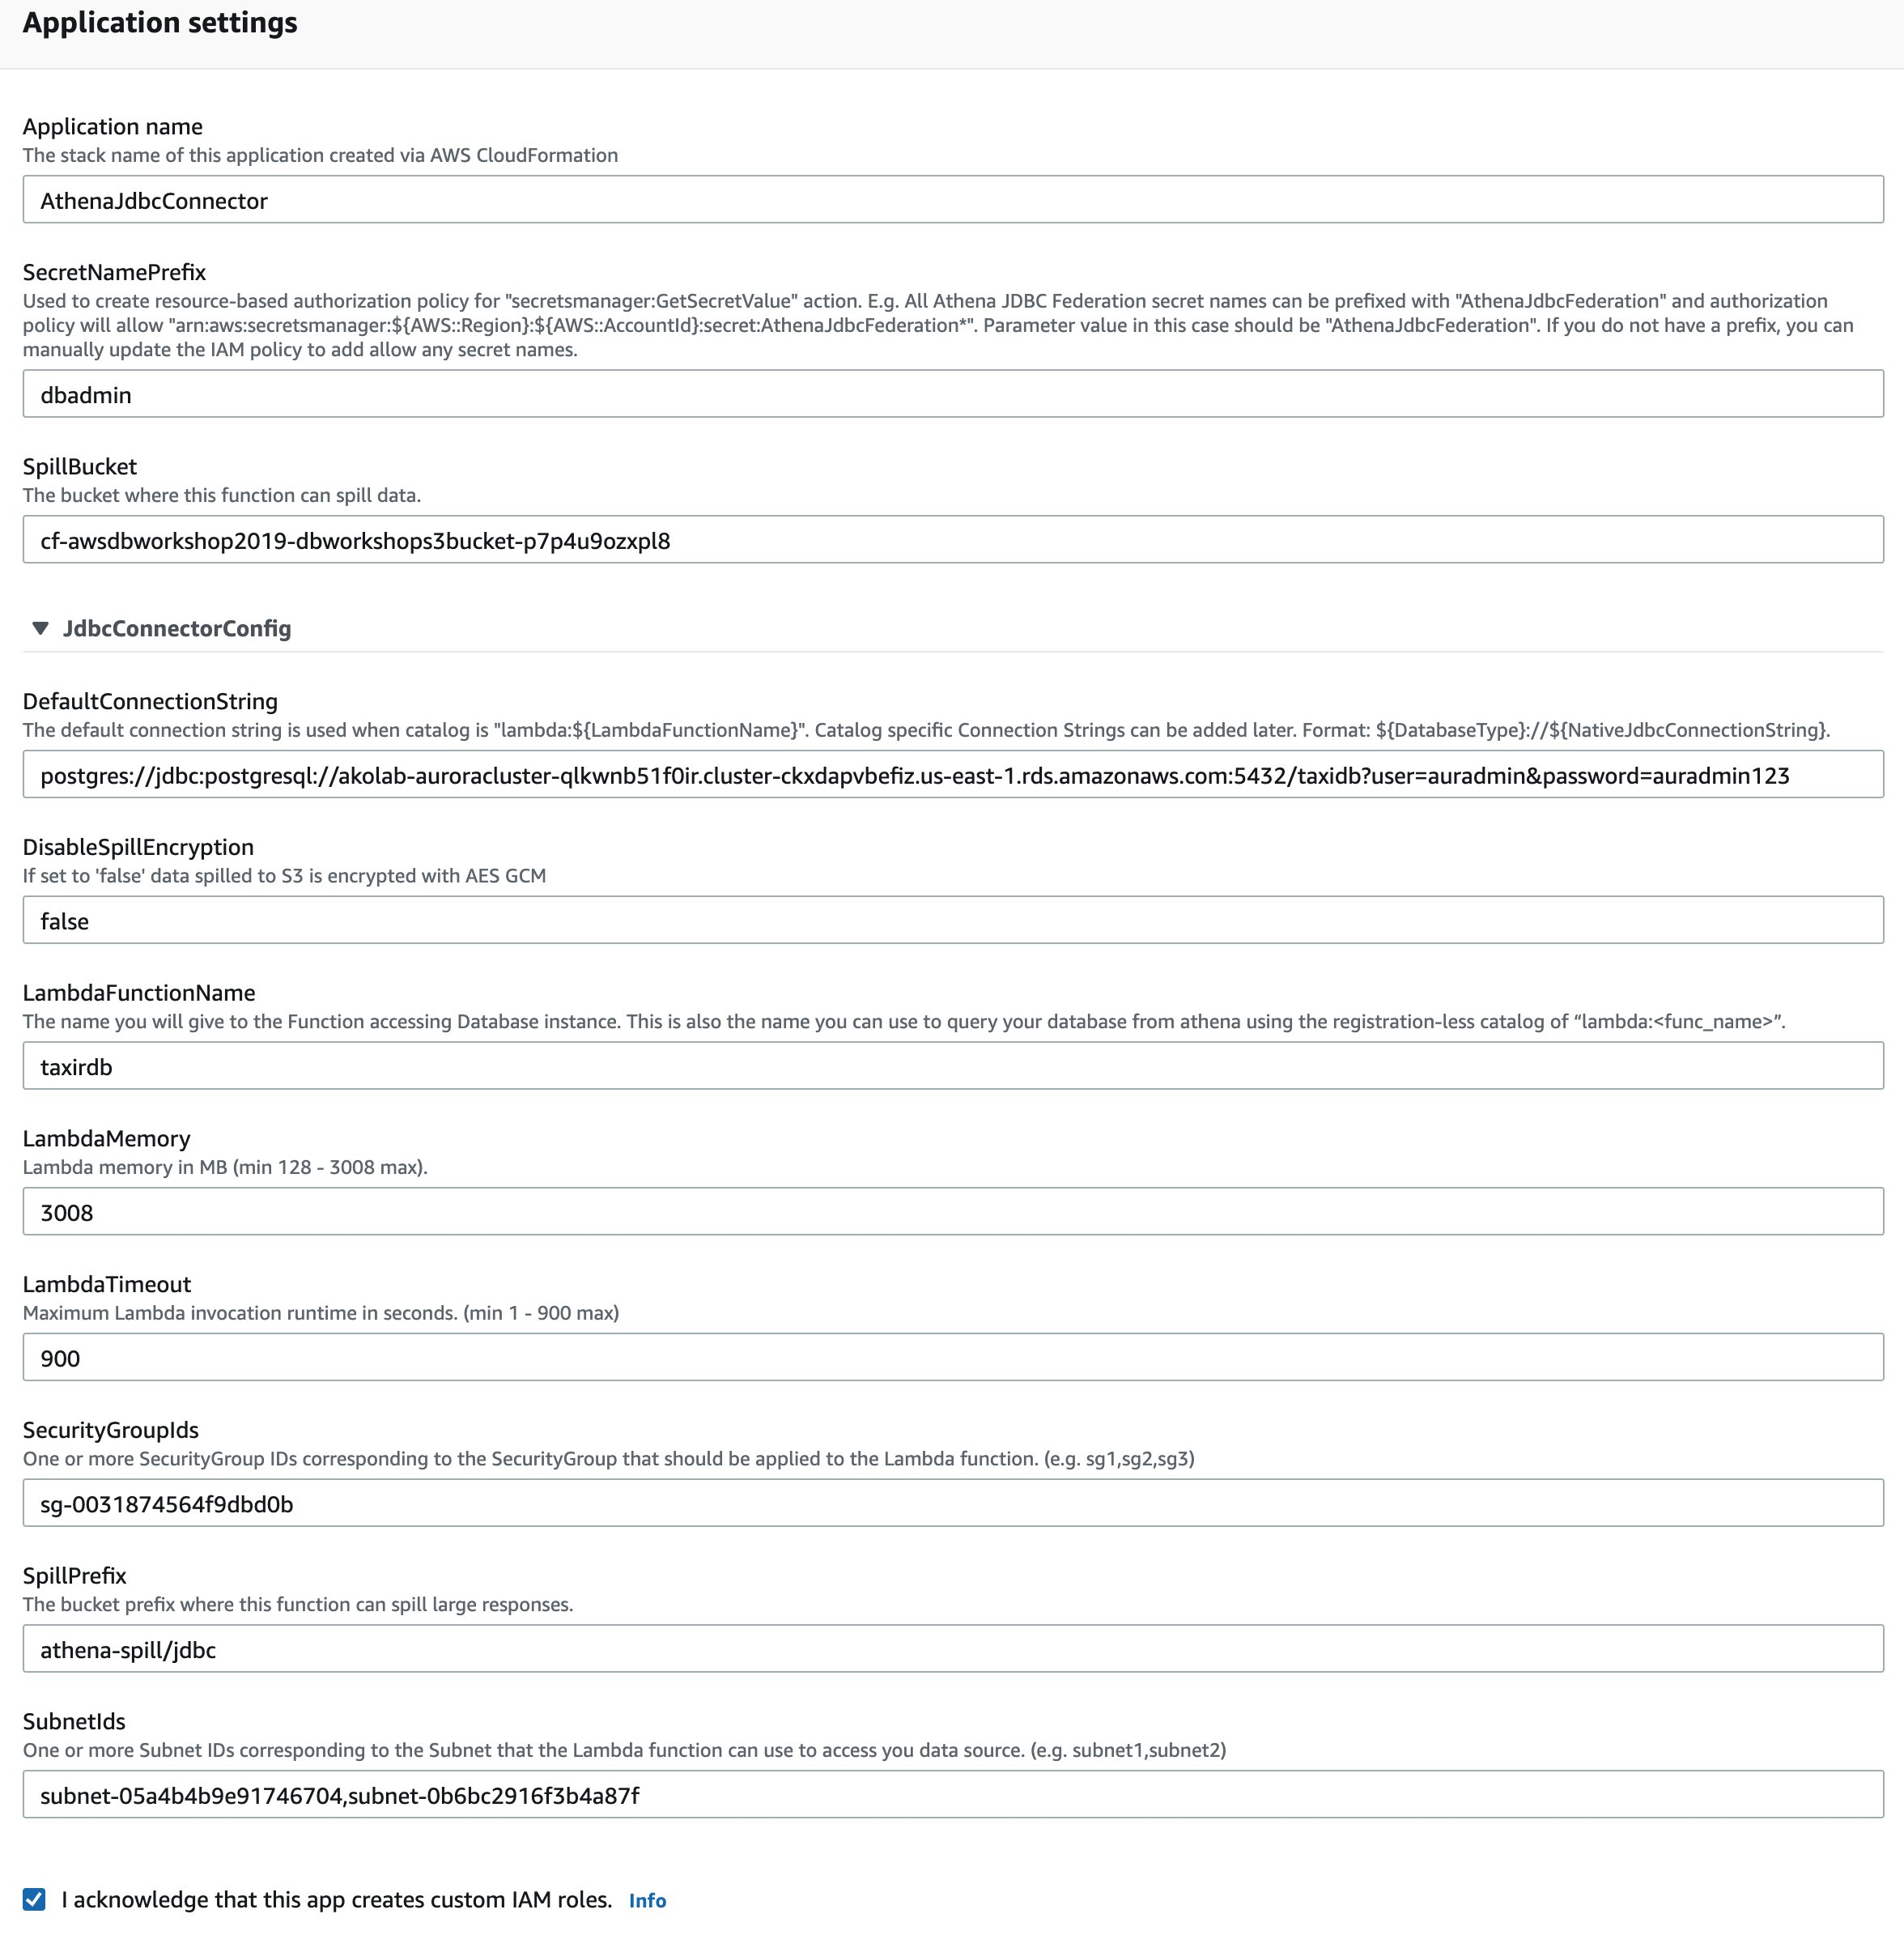 Application settings
Application name
The stack name of this application created via AWS CloudFormation
AthenaJdbcConnector
SecretNamePrefix
Used to create resource-based authorization policy for "secretsmanager:GetSecretValue" action. E.g. All Athena JDBC Federation secret names can be prefixed with "AthenaJdbcFederation" and authorization
policy will allow "arn:aws:secretsmanager:${AWS::Region}:${AWS::AccountId}:secret:AthenaJdbcFederation*". Parameter value in this case should be "AthenaJdbcFederation". If you do not have a prefix, you can
manually update the IAM policy to add allow any secret names.
dbadmin
SpillBucket
The bucket where this function can spill data.
cf-awsdbworkshop2019-dbworkshops3bucket-p7p4u9ozxpl8
JdbcConnectorConfig
DefaultConnectionString
The default connection string is used when catalog is "lambda:${LambdaFunctionName}". Catalog specific Connection Strings can be added later. Format: ${DatabaseType}://${NativeJdbcConnectionString}.
postgres://jdbc:postgresql://akolab-auroracluster-qlkwnb51f0ir.cluster-ckxdapvbefiz.us-east-1.rds.amazonaws.com:5432/taxidb?user=auradmin&password=auradmin123
DisableSpillEncryption
If set to 'false' data spilled to S3 is encrypted with AES GCM
false
LambdaFunctionName
The name you will give to the Function accessing Database instance. This is also the name you can use to query your database from athena using the registration-less catalog of “lambda:<func_name>”.
taxirdb
LambdaMemory
Lambda memory in MB (min 128 - 3008 max).
3008
LambdaTimeout
Maximum Lambda invocation runtime in seconds. (min 1 - 900 max)
900
SecurityGroupIds
One or more SecurityGroup IDs corresponding to the SecurityGroup that should be applied to the Lambda function. (e.g. sg1,sg2,sg3)
sg-0031874564f9dbd0b
SpillPrefix
The bucket prefix where this function can spill large responses.
athena-spill/jdbc
SubnetIds
One or more Subnet IDs corresponding to the Subnet that the Lambda function can use to access you data source. (e.g. subnet1,subnet2)
subnet-05a4b4b9e91746704,subnet-0b6bc2916f3b4a87f
I acknowledge that this app creates custom IAM roles. Info